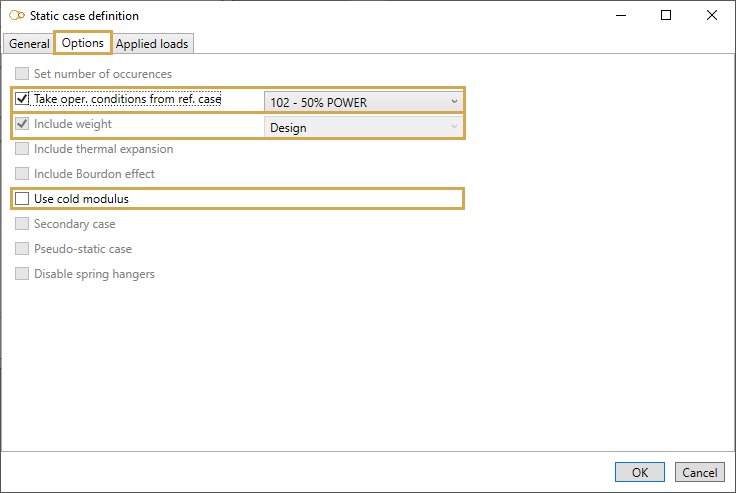 Static case definition
General Options Applied loads
Set number of occurences
Take oper. conditions from ref. case 102 - 50% POWER
Include weight Design
Include thermal expansion
Include Bourdon effect
Use cold modulus
Secondary case
Pseudo-static case
Disable spring hangers
OK Cancel